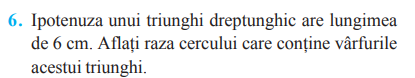 6. Ipotenuza unui triunghi dreptunghic are lungimea
de 6 cm. Aflați raza cercului care conține vârfurile
acestui triunghi.